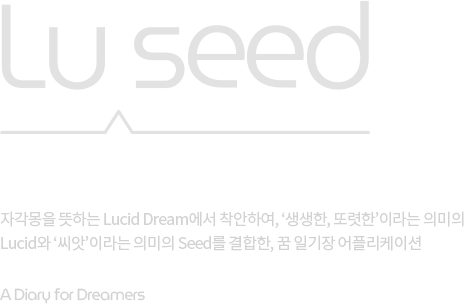 Lu seed
자각몽을 뜻하는 Lucid Dream에서 착안하여, ‘생생한, 또렷한’이라는 의미의
Lucid와 ‘씨앗’이라는 의미의 Seed를 결합한, 꿈 일기장 어플리케이션
A Diary for Dreamers